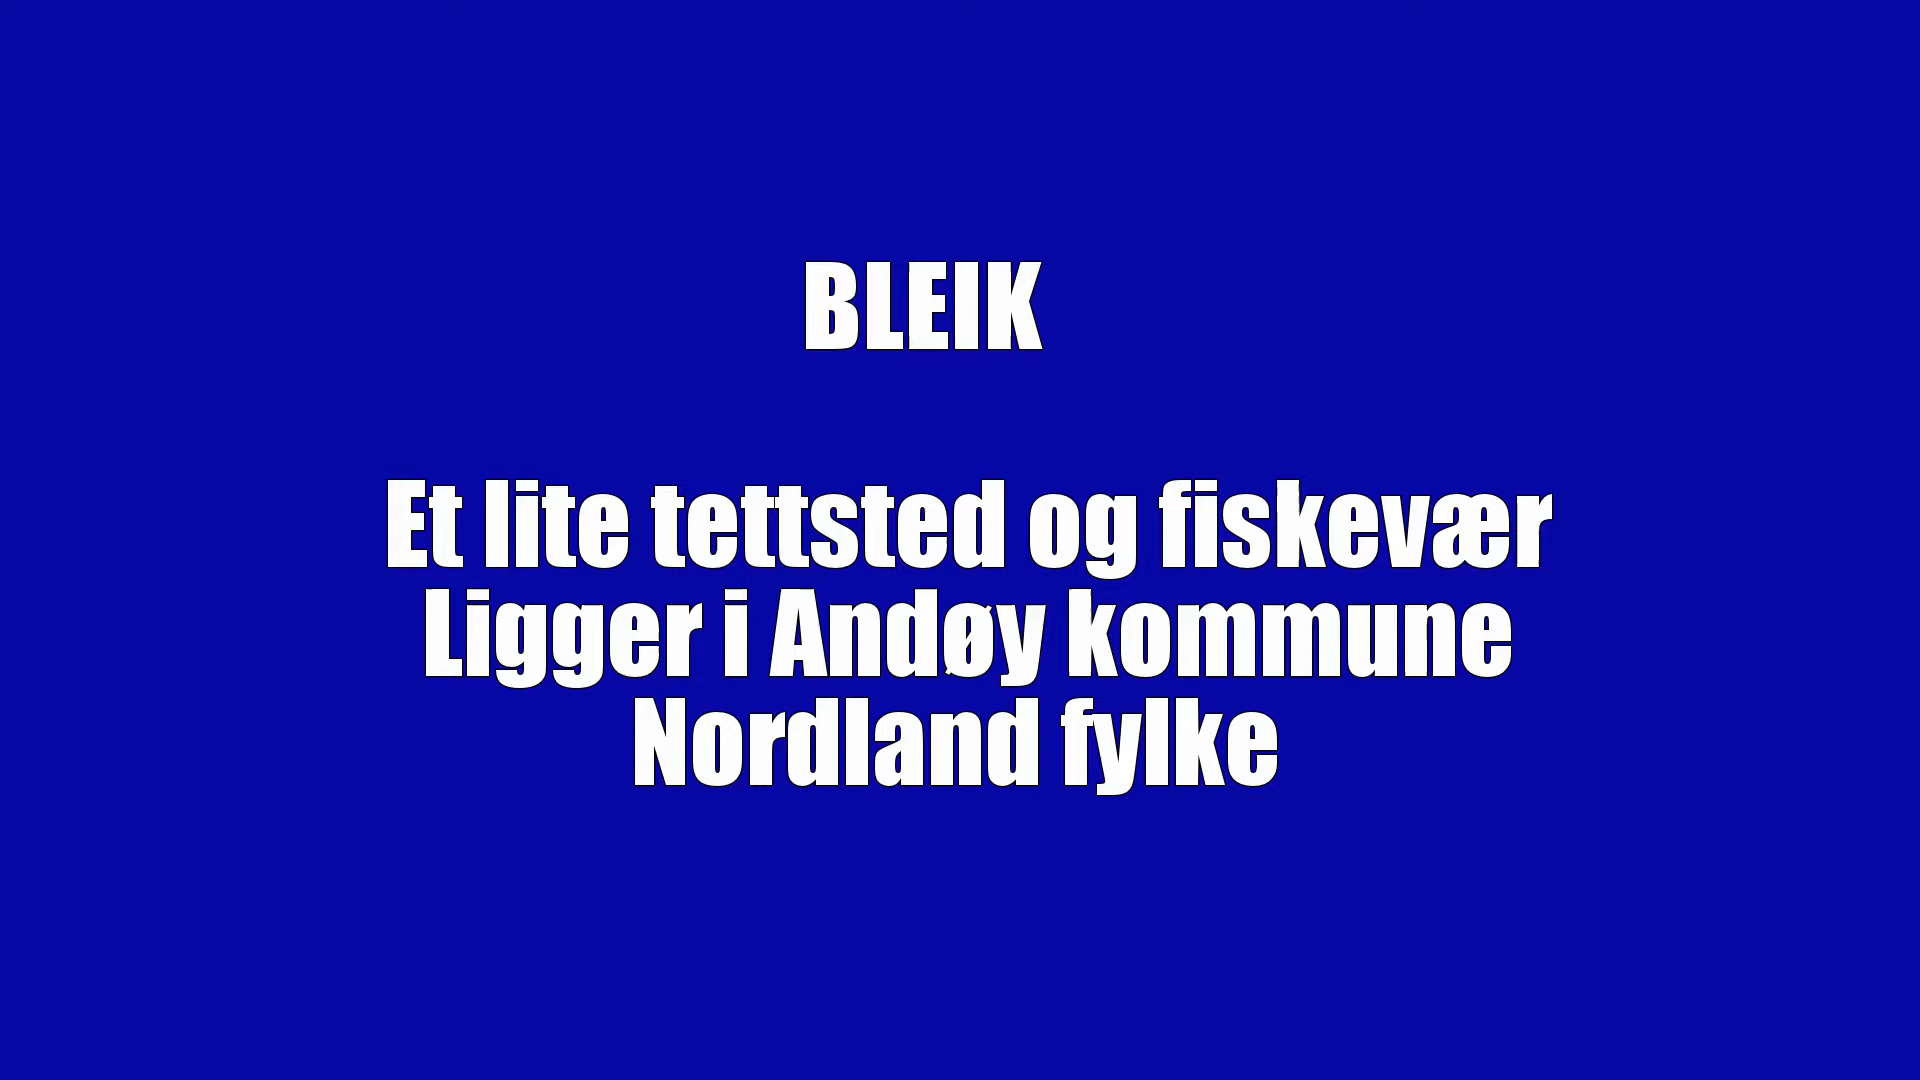 BLEIK
Et lite tettsted og fiskevær
Ligger i Andøy kommune
Nordland fylke